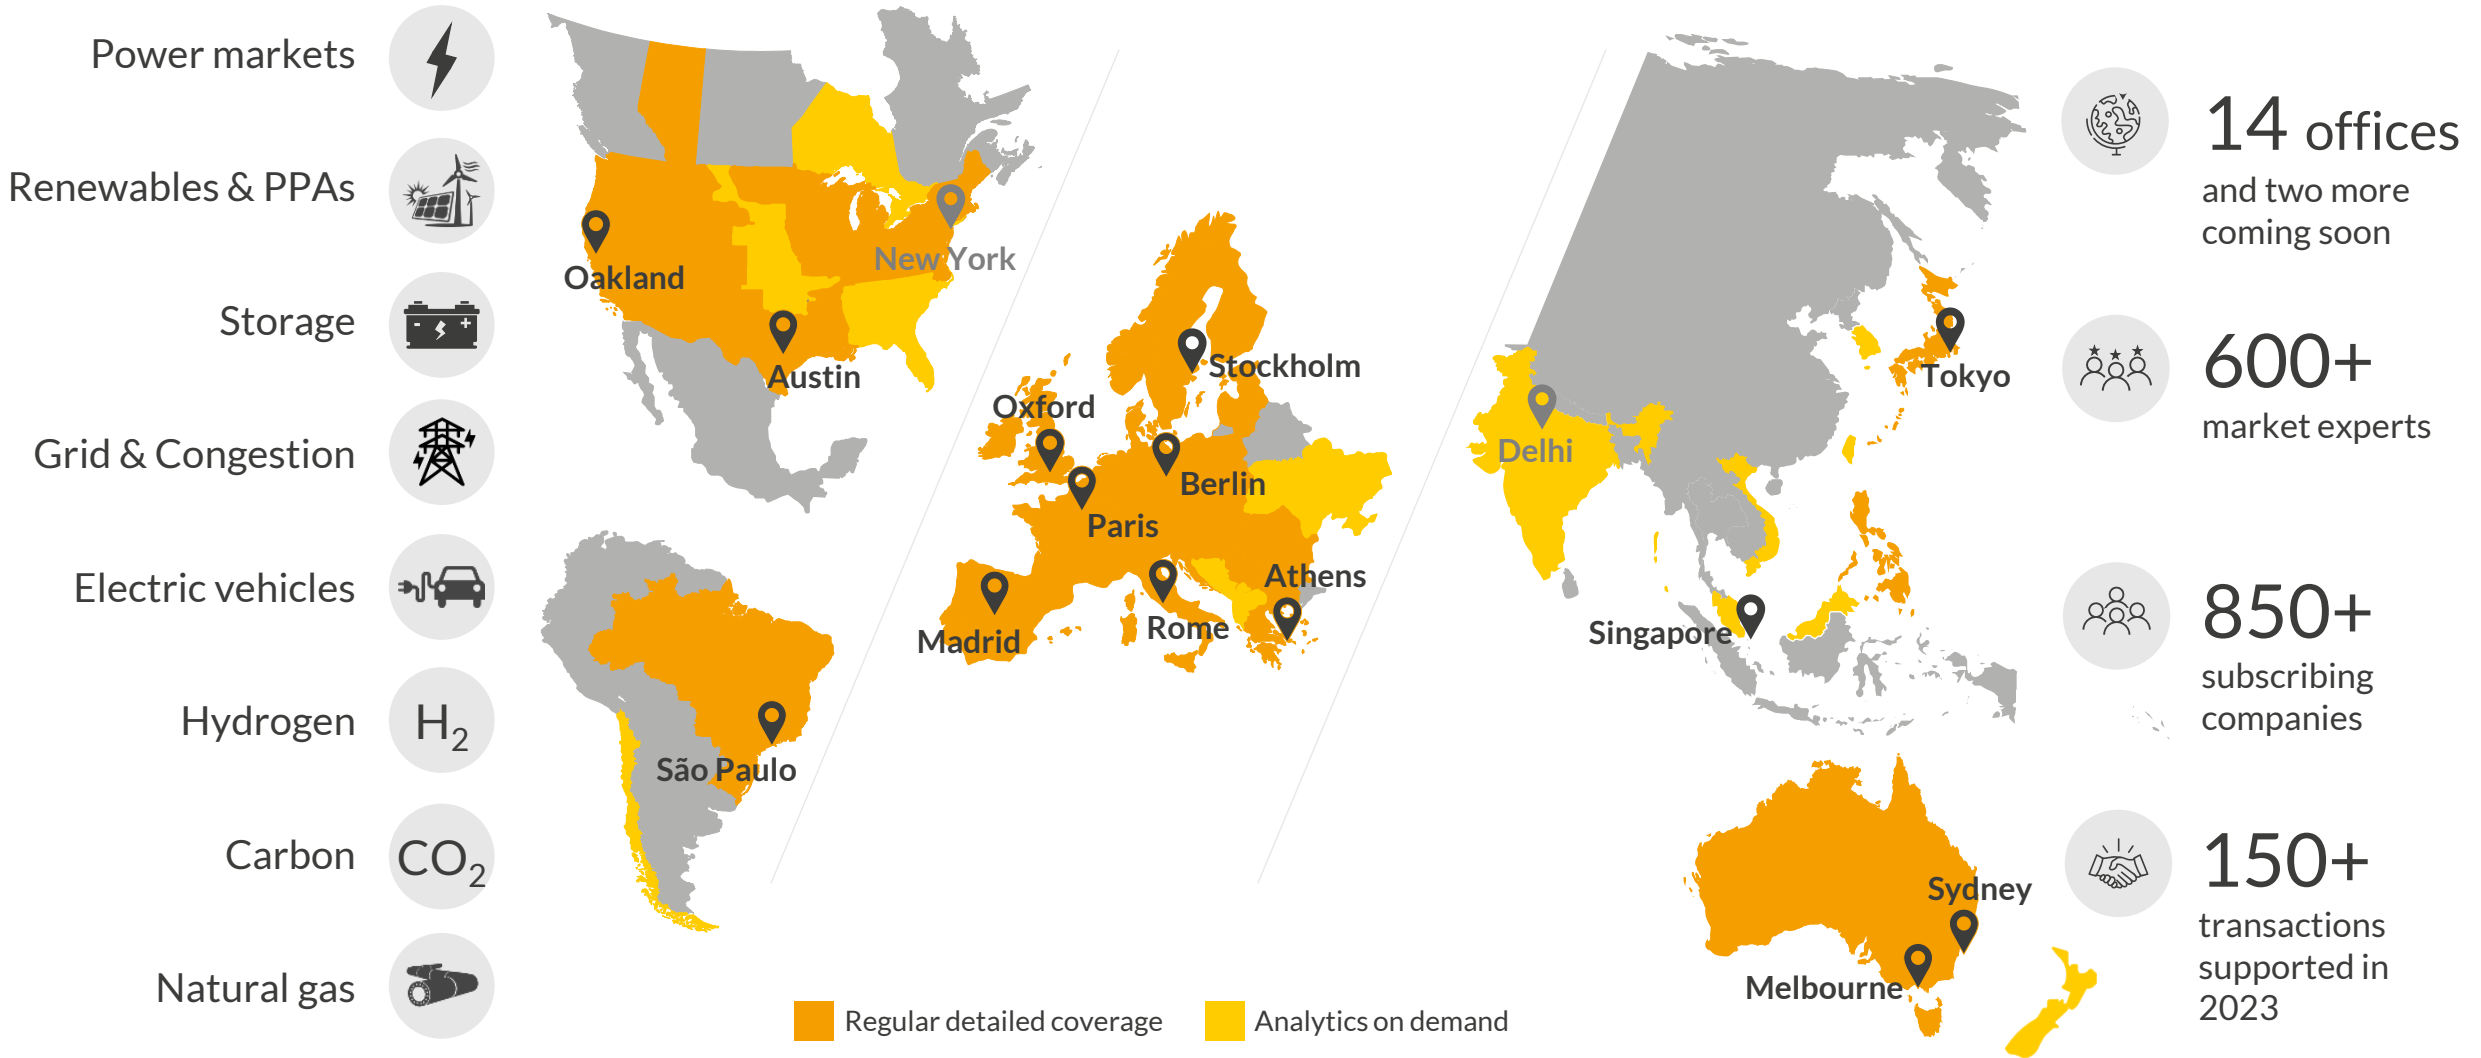 Power markets
Renewables & PPAs
Storage
Grid & Congestion
Electric vehicles
Hydrogen
H₂
Carbon
CO₂
Natural gas
Oakland
New York
Austin
São Paulo
Stockholm
Oxford
Berlin
Paris
Athens
Madrid
Rome
Tokyo
Delhi
Singapore
Sydney
Melbourne
Regular detailed coverage
Analytics on demand
14 offices
and two more
coming soon
600+
market experts
850+
subscribing
companies
150+
transactions
supported in
2023